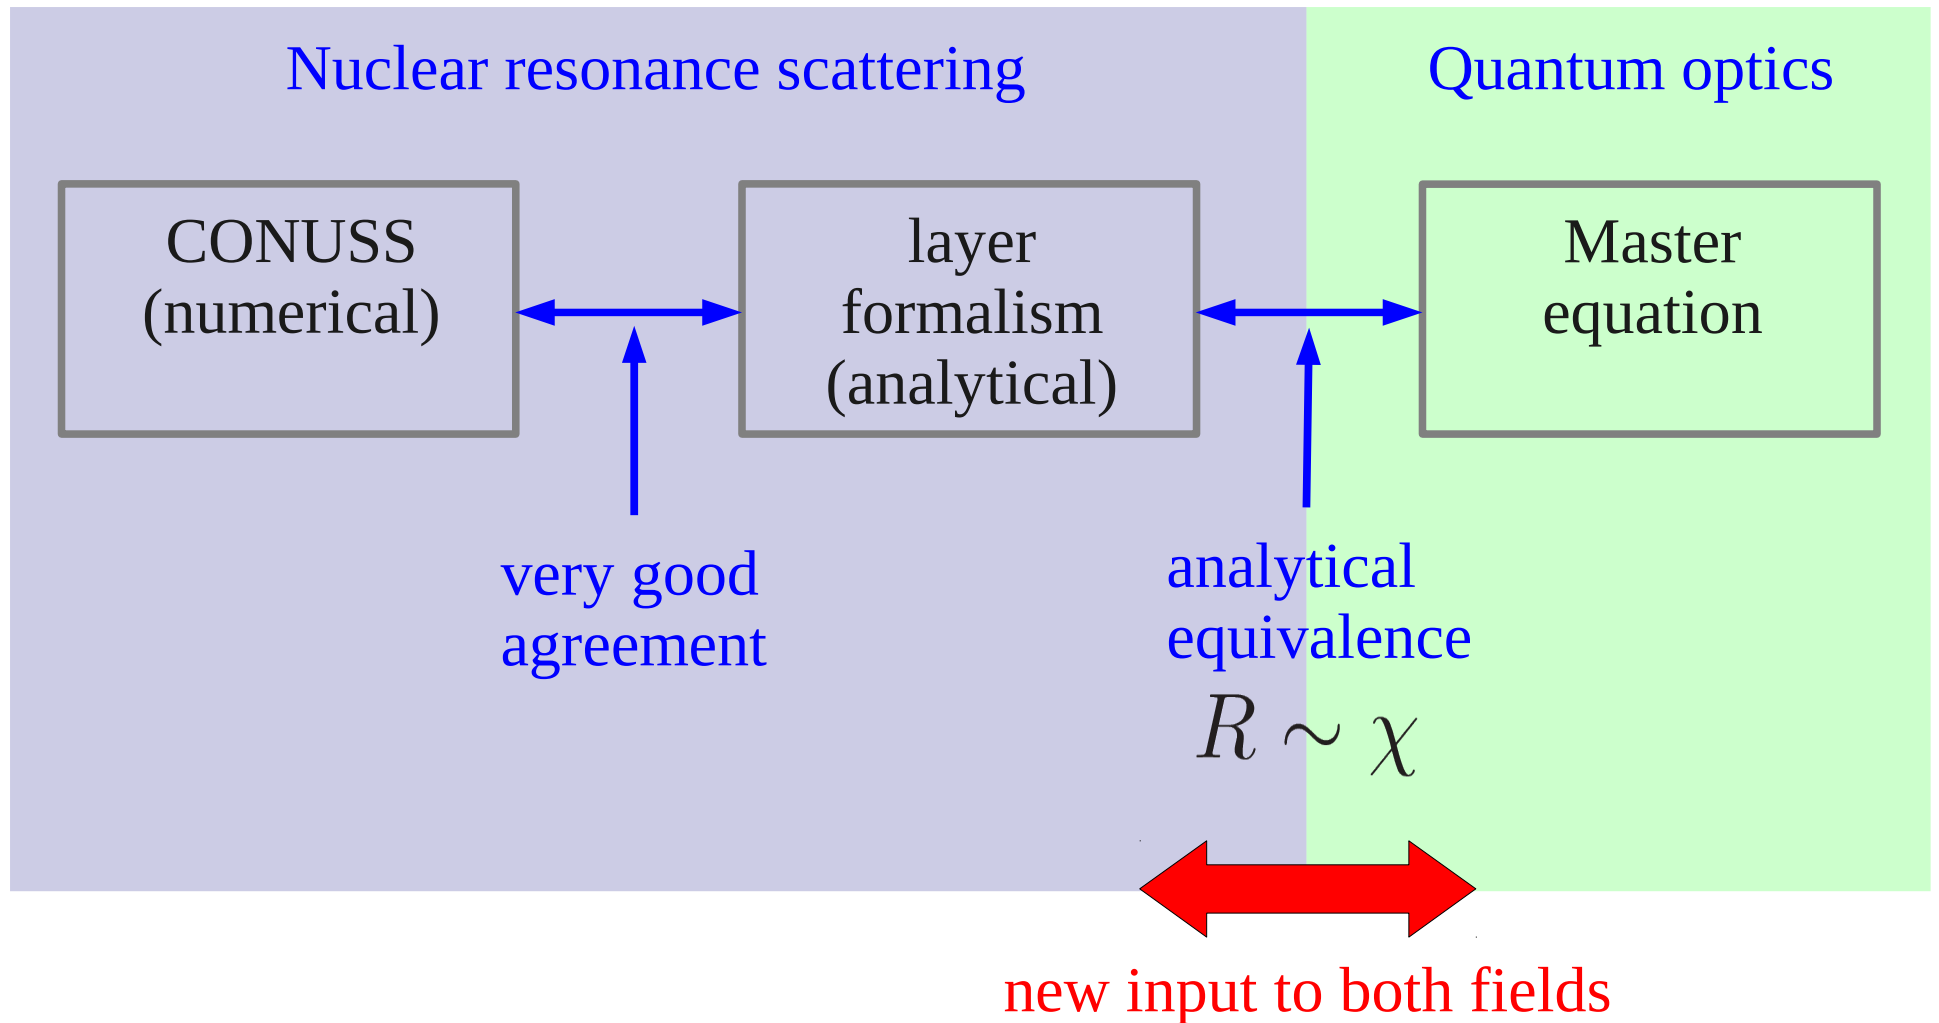 Nuclear resonance scattering
Quantum optics
CONUSS
(numerical)
layer
formalism
(analytical)
Master
equation
very good
agreement
analytical
equivalence
R ∼ χ
new input to both fields